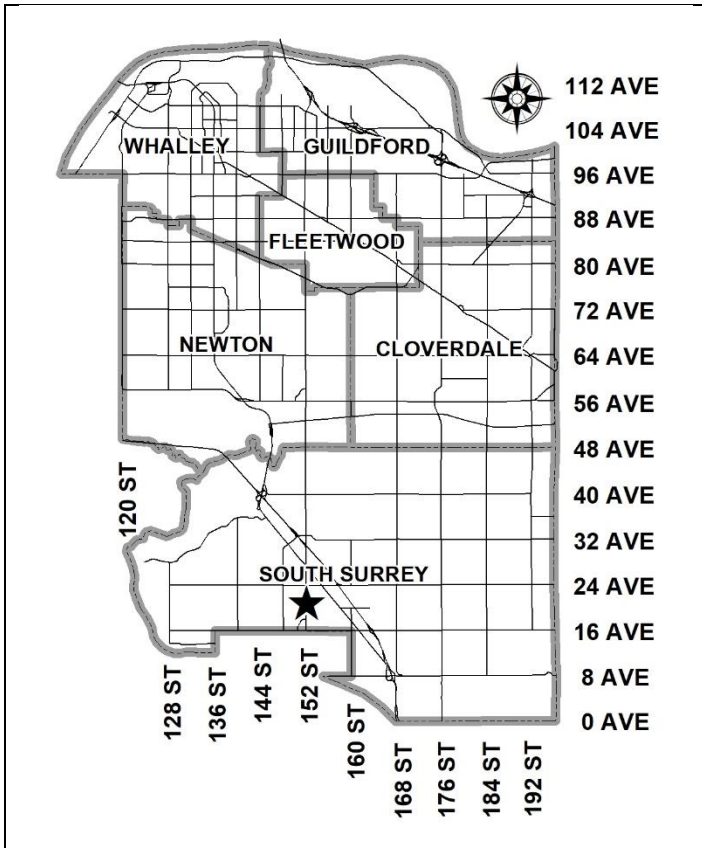 112 AVE
104 AVE
WHALLEY
GUILDFORD
96 AVE
88 AVE
FLEETWOOD
80 AVE
72 AVE
NEWTON
CLOVERDALE
64 AVE
56 AVE
48 AVE
120 ST
40 AVE
32 AVE
SOUTH SURREY
24 AVE
16 AVE
8 AVE
0 AVE
128 ST
136 ST
144 ST
152 ST
160 ST
168 ST
176 ST
184 ST
192 ST